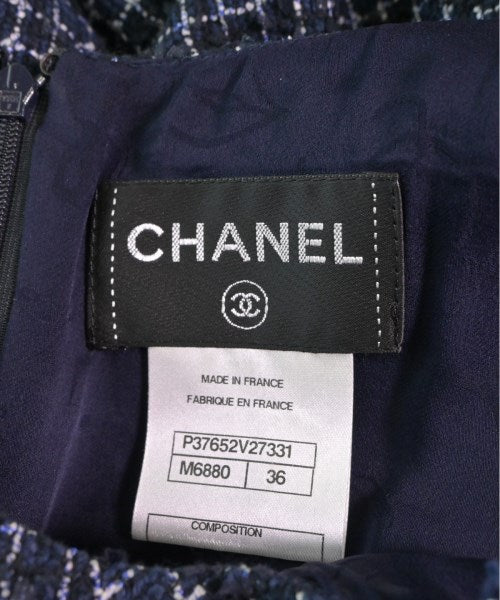 CHANEL
MADE IN FRANCE
FABRIQUE EN FRANCE
P37652V27331
M6880 36
COMPOSITION